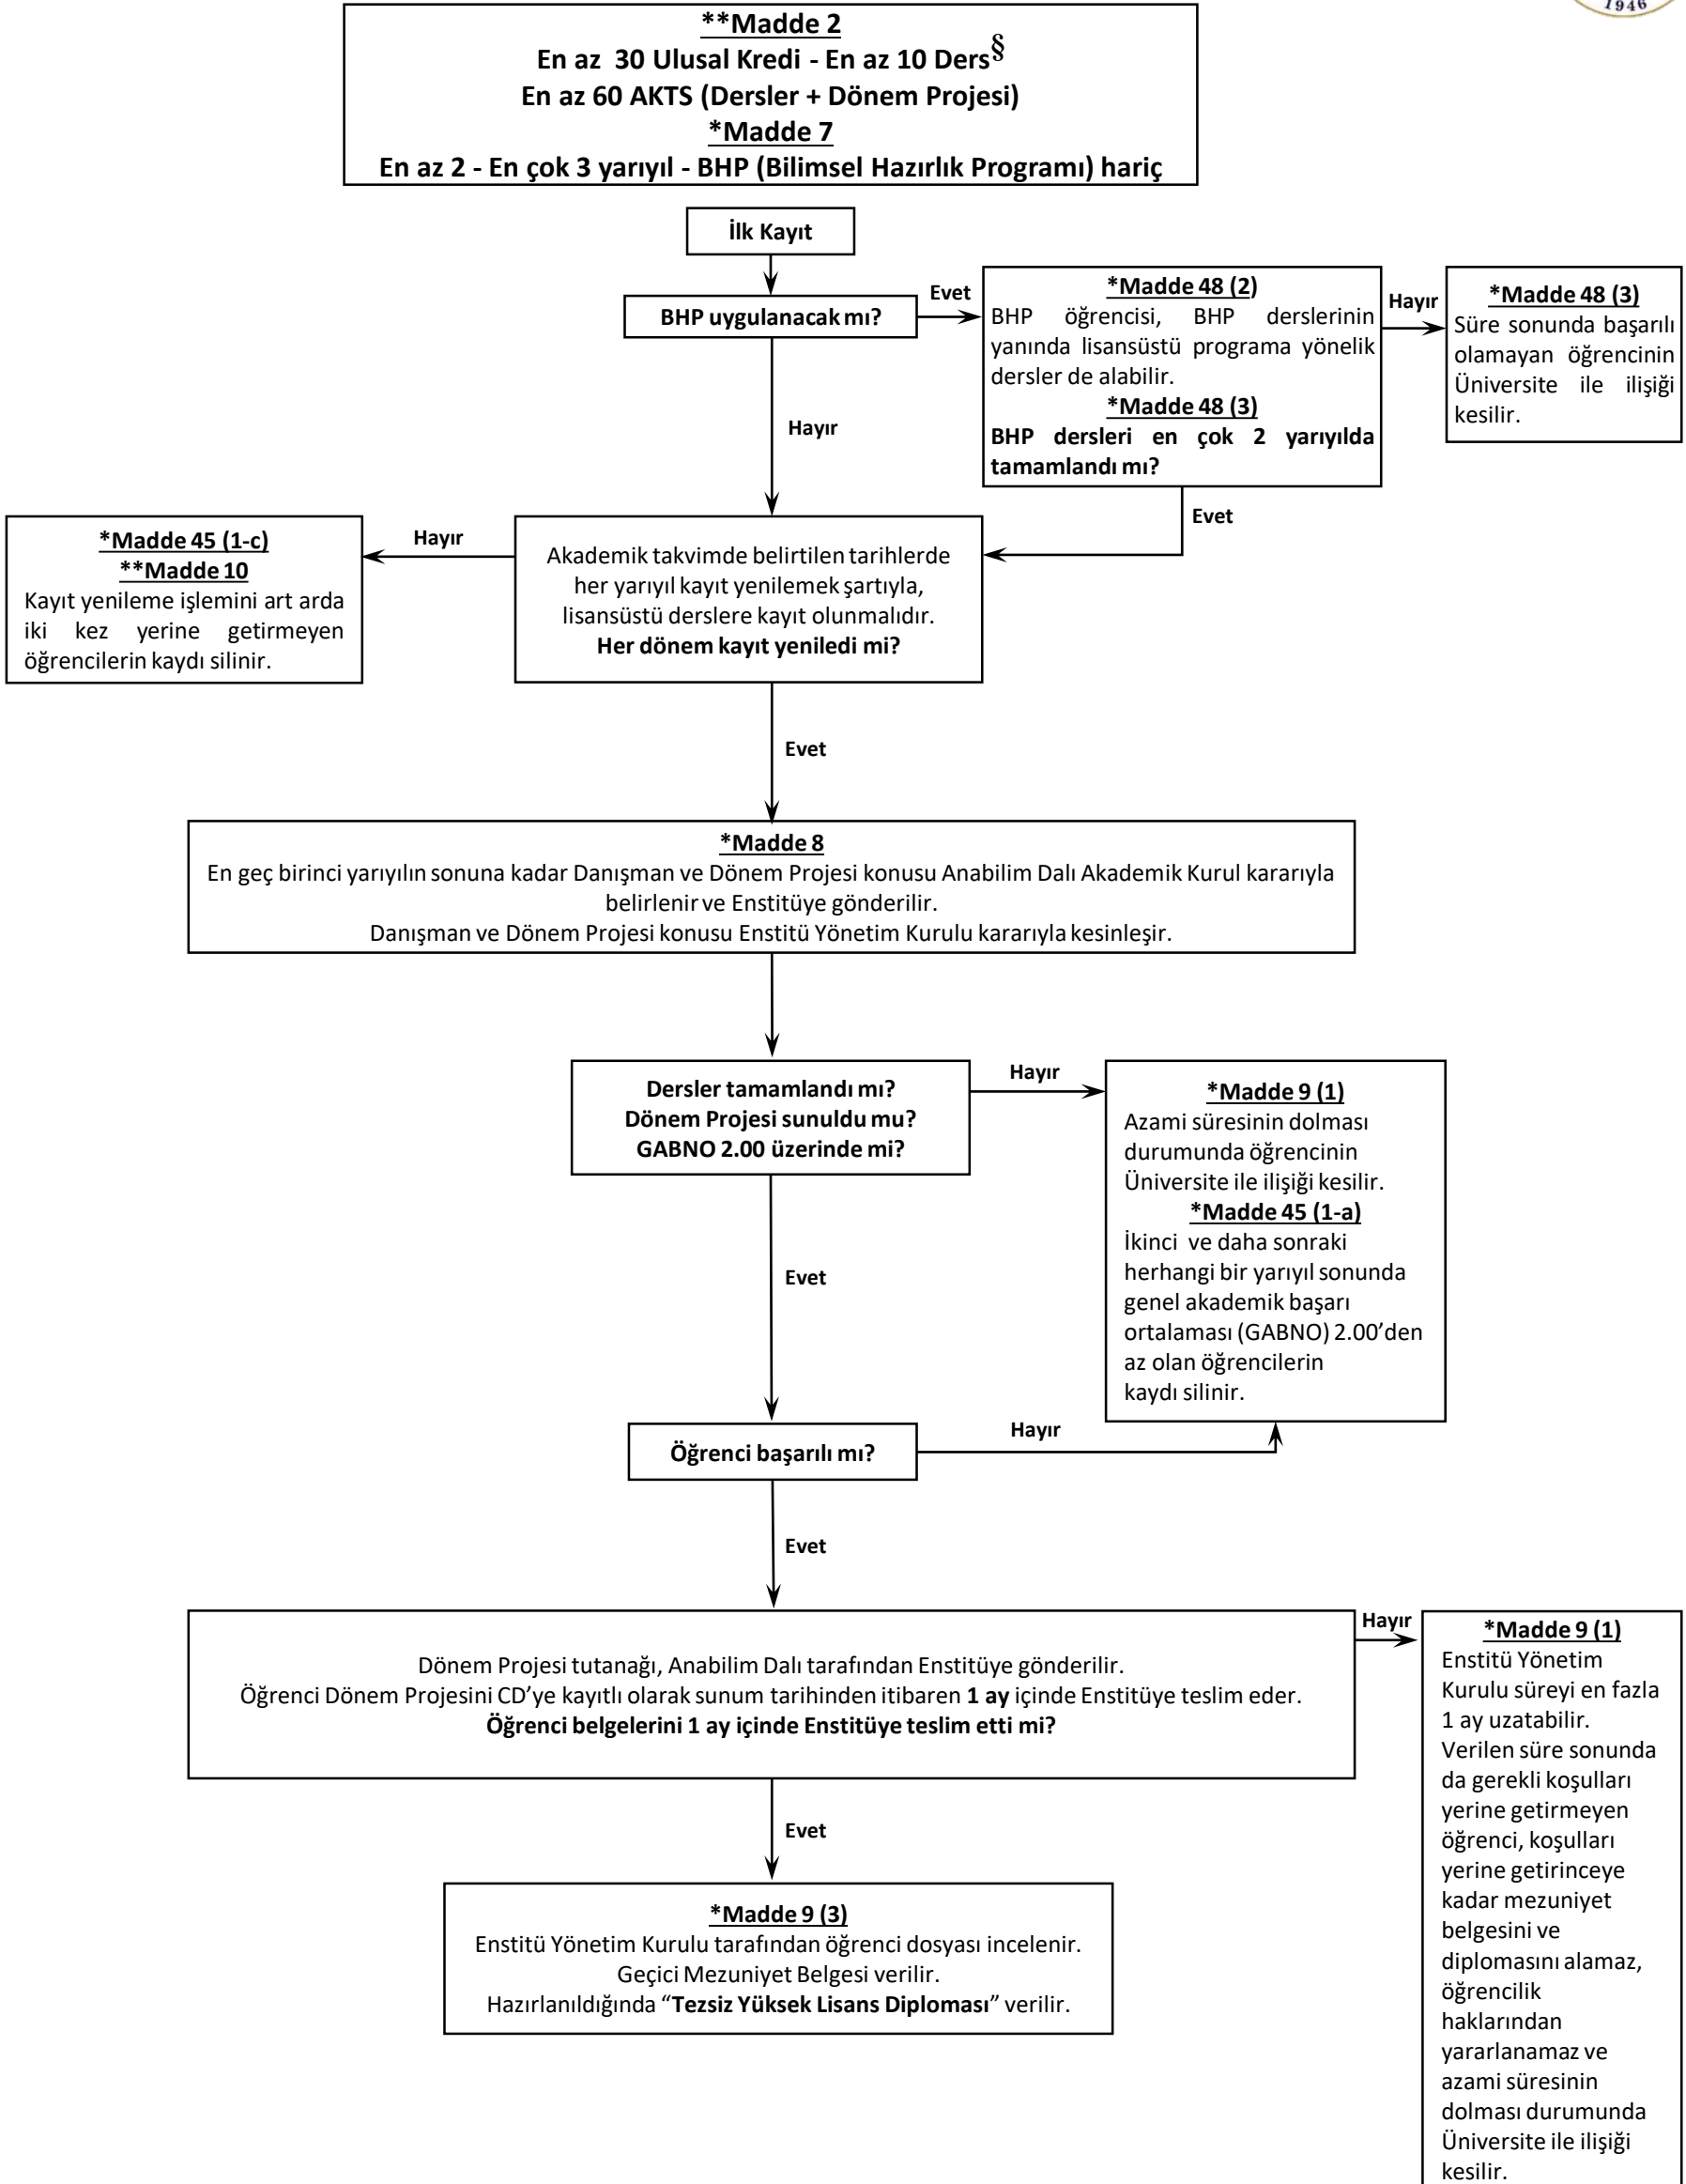 1946
**Madde 2
En az 30 Ulusal Kredi - En az 10 Ders§
En az 60 AKTS (Dersler + Dönem Projesi)
*Madde 7
En az 2 - En çok 3 yarıyıl - BHP (Bilimsel Hazırlık Programı) hariç
İlk Kayıt
BHP uygulanacak mı?
Evet
*Madde 48 (2)
BHP öğrencisi, BHP derslerinin
yanında lisansüstü programa yönelik
dersler de alabilir.
*Madde 48 (3)
BHP dersleri en çok 2 yarıyılda
tamamlandı mı?
Hayır
*Madde 48 (3)
Süre sonunda başarılı
olamayan öğrencinin
Üniversite ile ilişiği
kesilir.
Hayır
Evet
Akademik takvimde belirtilen tarihlerde
her yarıyıl kayıt yenilemek şartıyla,
lisansüstü derslere kayıt olunmalıdır.
Her dönem kayıt yeniledi mi?
Hayır
*Madde 45 (1-c)
**Madde 10
Kayıt yenileme işlemini art arda
iki kez yerine getirmeyen
öğrencilerin kaydı silinir.
Evet
*Madde 8
En geç birinci yarıyılın sonuna kadar Danışman ve Dönem Projesi konusu Anabilim Dalı Akademik Kurul kararıyla
belirlenir ve Enstitüye gönderilir.
Danışman ve Dönem Projesi konusu Enstitü Yönetim Kurulu kararıyla kesinleşir.
Dersler tamamlandı mı?
Dönem Projesi sunuldu mu?
GABNO 2.00 üzerinde mi?
Hayır
*Madde 9 (1)
Azami süresinin dolması
durumunda öğrencinin
Üniversite ile ilişiği kesilir.
*Madde 45 (1-a)
İkinci ve daha sonraki
herhangi bir yarıyıl sonunda
genel akademik başarı
ortalaması (GABNO) 2.00’den
az olan öğrencilerin
kaydı silinir.
Evet
Öğrenci başarılı mı?
Hayır
Evet
Dönem Projesi tutanağı, Anabilim Dalı tarafından Enstitüye gönderilir.
Öğrenci Dönem Projesini CD’ye kayıtlı olarak sunum tarihinden itibaren 1 ay içinde Enstitüye teslim eder.
Öğrenci belgelerini 1 ay içinde Enstitüye teslim etti mi?
Hayır
*Madde 9 (1)
Enstitü Yönetim
Kurulu süreyi en fazla
1 ay uzatabilir.
Verilen süre sonunda
da gerekli koşulları
yerine getirmeyen
öğrenci, koşulları
yerine getirinceye
kadar mezuniyet
belgesini ve
diplomasını alamaz,
öğrencilik
haklarından
yararlanamaz ve
azami süresinin
dolması durumunda
Üniversite ile ilişiği
kesilir.
Evet
*Madde 9 (3)
Enstitü Yönetim Kurulu tarafından öğrenci dosyası incelenir.
Geçici Mezuniyet Belgesi verilir.
Hazırlanıldığında “Tezsiz Yüksek Lisans Diploması” verilir.